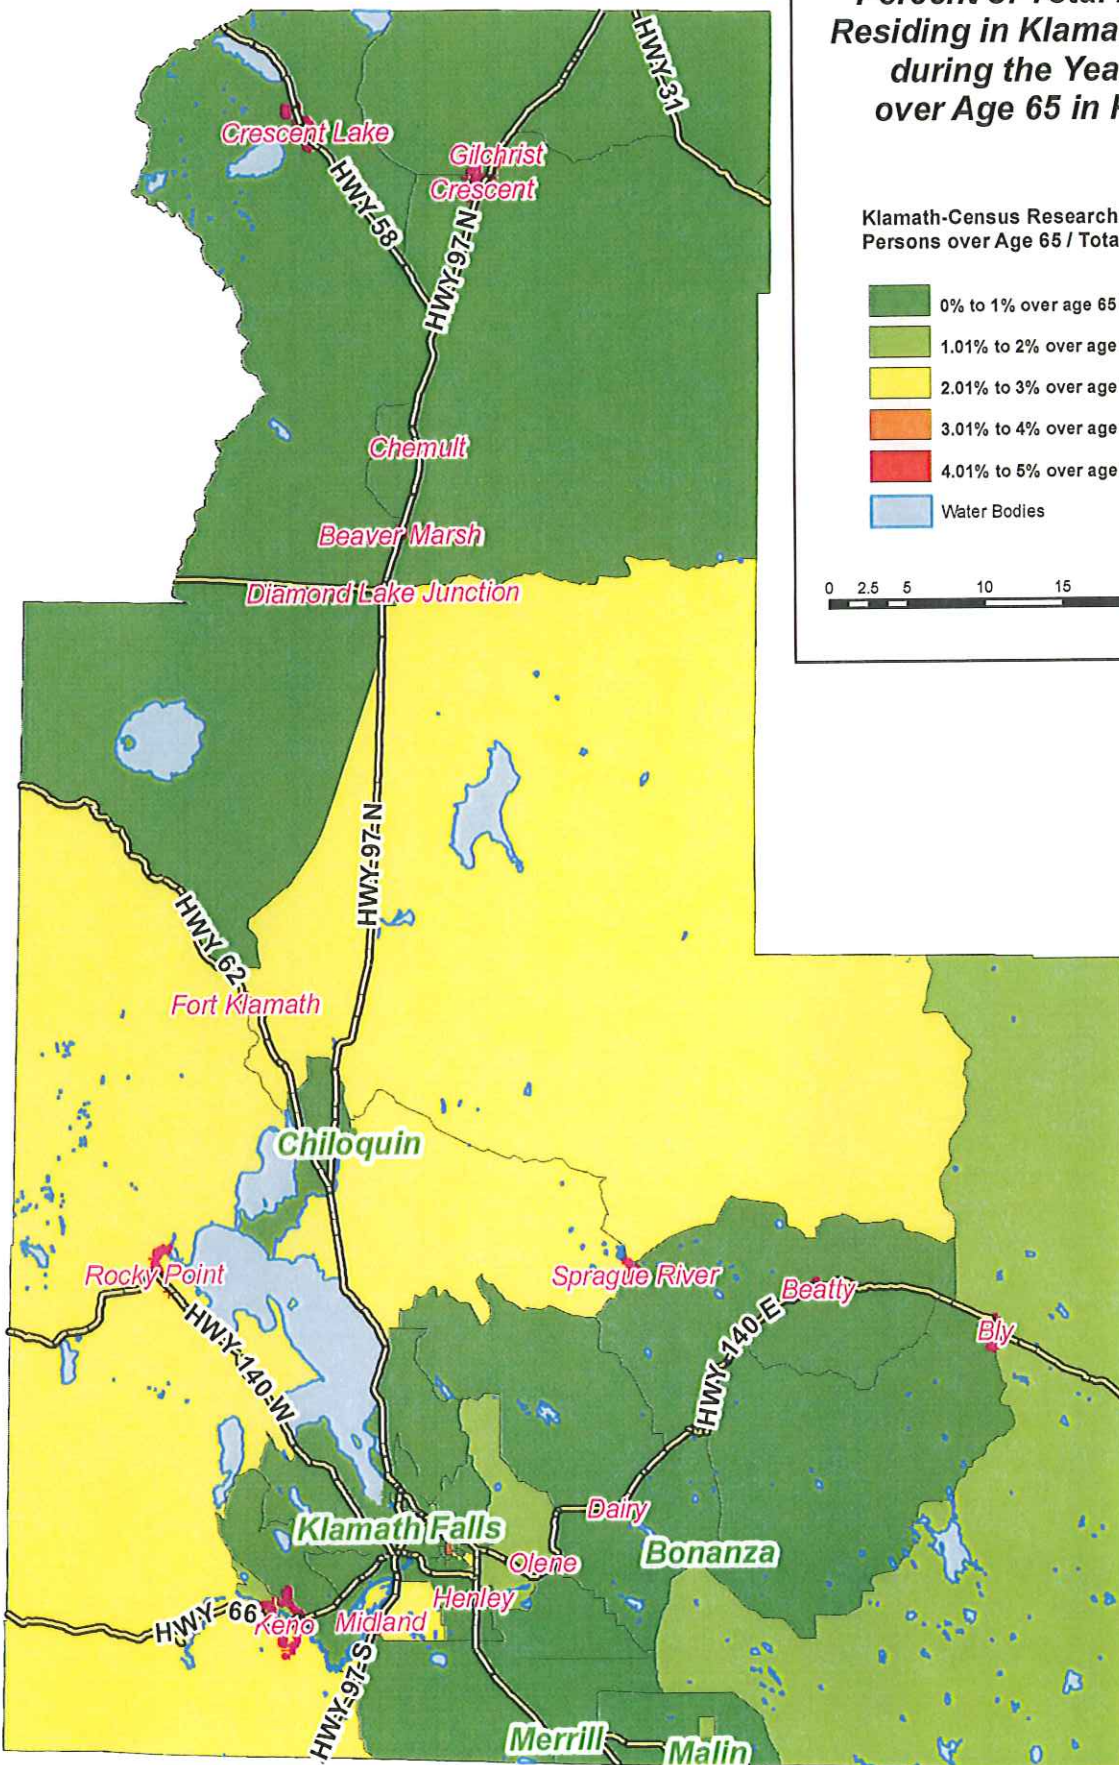 Residing in Klama
during the Yea
over Age 65 in
Klamath-Census Research
Persons over Age 65 / Tota
0% to 1% over age 65
1.01% to 2% over age
2.01% to 3% over age
3.01% to 4% over age
4.01% to 5% over age
Water Bodies
0 2.5 5 10 15
HWY 31
Crescent Lake
Gilchrist
Crescent
HWY 58
HWY 97 N
Chemult
Beaver Marsh
Diamond Lake Junction
HWY 97 N
HWY 62
Fort Klamath
Chiloquin
Rocky Point
Sprague River
Beatty
Bly
HWY 140 E
HWY 140 W
Dairy
Klamath Falls
Bonanza
Olene
Henley
HWY 66
Keno
Midland
HWY 97 S
Merrill
Malin